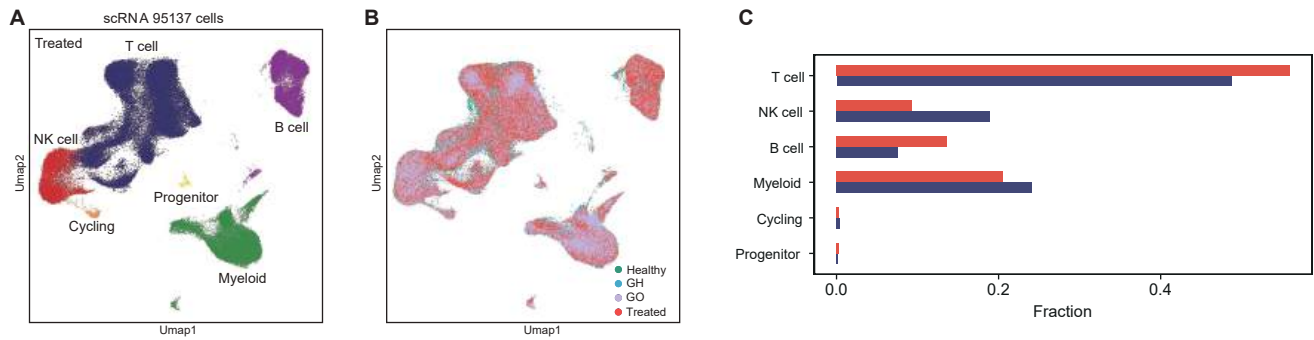 A
scRNA 95137 cells
Treated
T cell
B cell
NK cell
Progenitor
Cycling
Myeloid
Umap2
Umap1
B
Healthy
GH
GO
Treated
Umap2
Umap1
C
T cell
NK cell
B cell
Myeloid
Cycling
Progenitor
0.0
0.2
0.4
Fraction